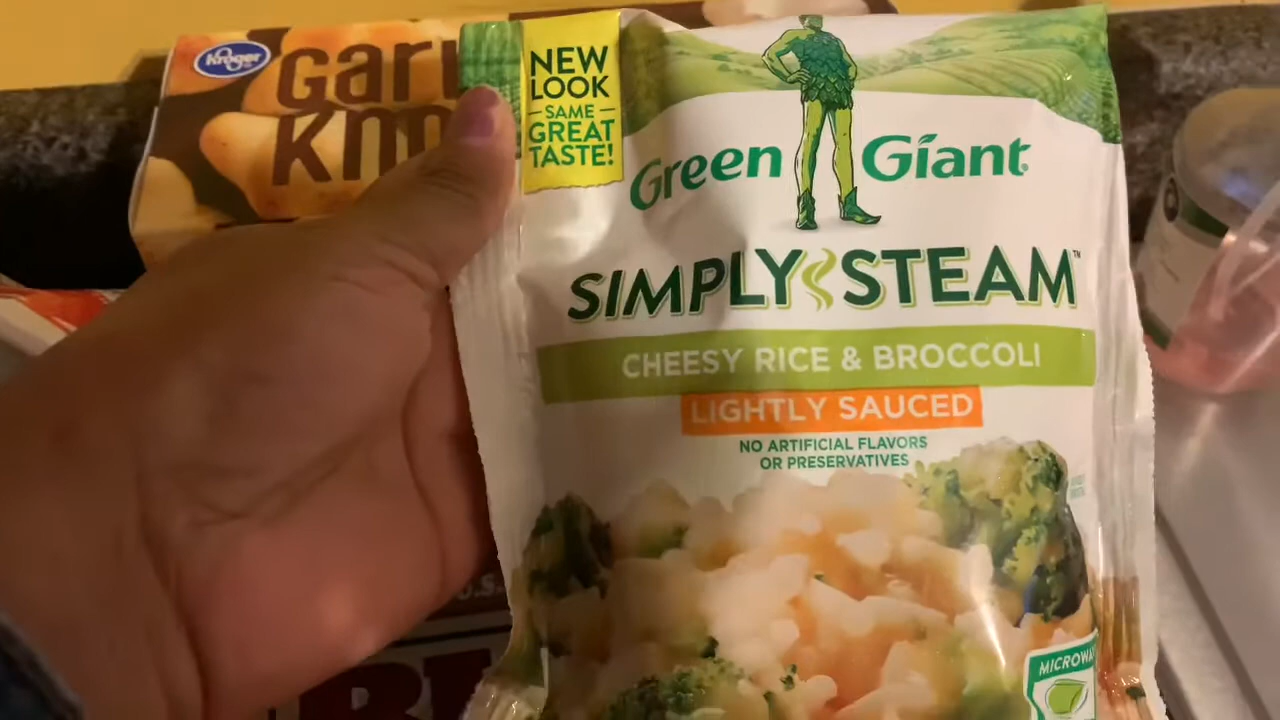 Kroger
NEW
LOOK
SAME
GREAT
TASTE!
Green Giant
SIMPLY STEAM™
CHEESY RICE & BROCCOLI
LIGHTLY SAUCED
NO ARTIFICIAL FLAVORS
OR PRESERVATIVES